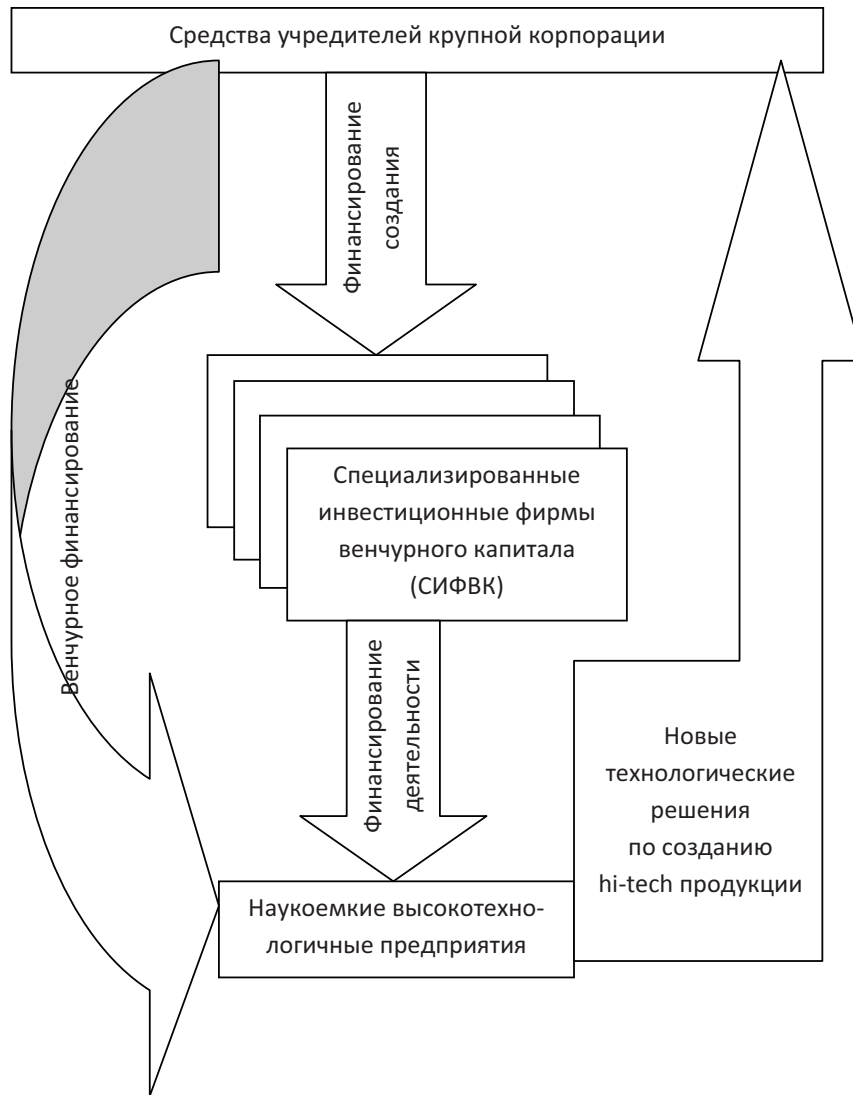 Средства учредителей крупной корпорации
Финансирование
создания
Венчурное финансирование
Специализированные
инвестиционные фирмы
венчурного капитала
(СИФВК)
Финансирование
деятельности
Новые
технологические
решения
по созданию
hi-tech продукции
Наукоемкие высокотехно-
логичные предприятия